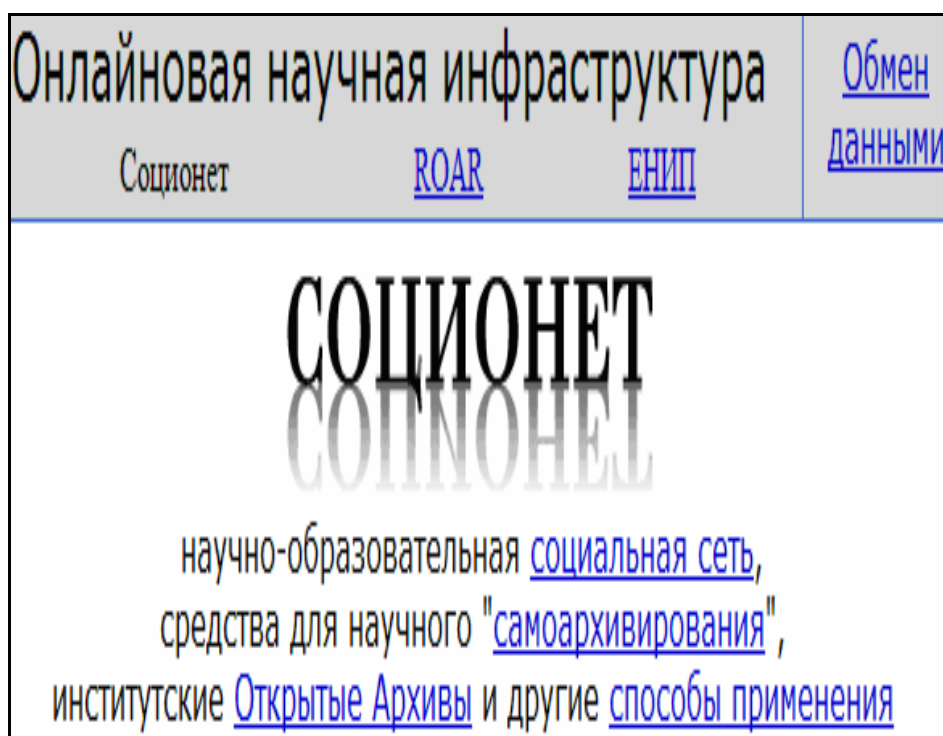 Онлайновая научная инфраструктура
Соционет ROAR ЕНИП
Обмен
данными
СОЦИОНЕТ
научно-образовательная социальная сеть,
средства для научного "самоархивирования",
институтские Открытые Архивы и другие способы применения